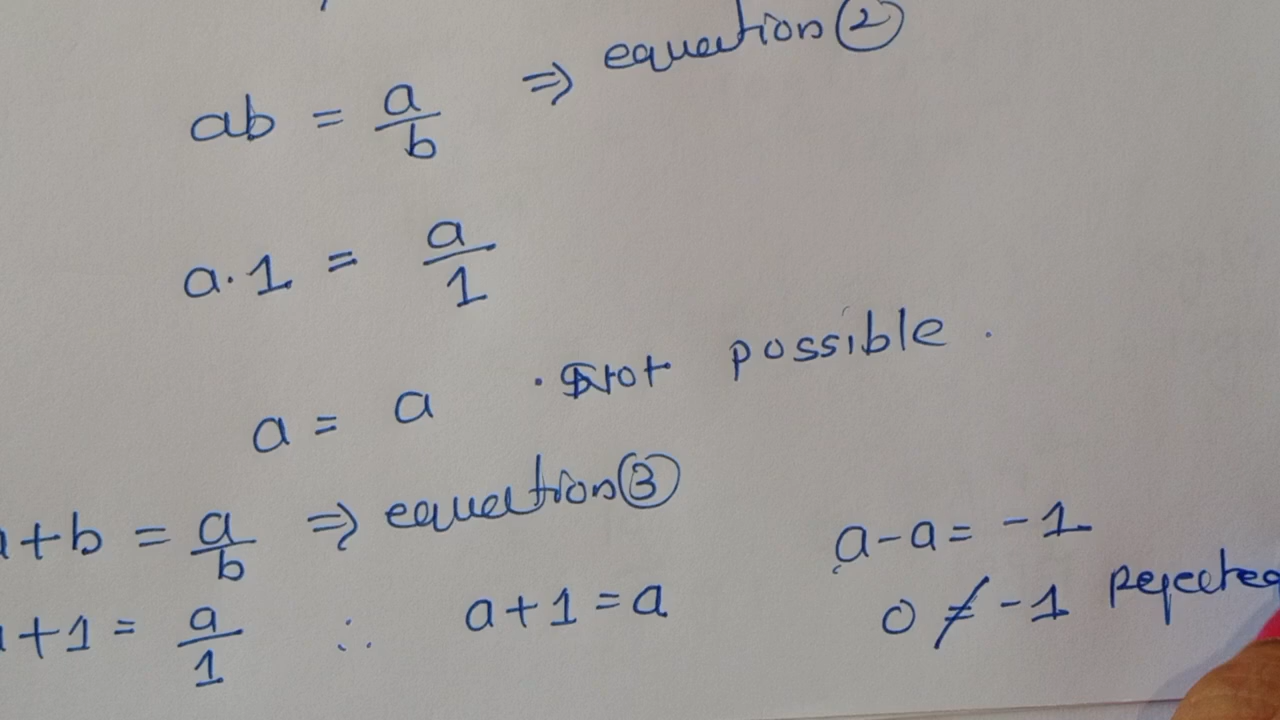 ab = a/b ⇒ equation ②
a·1 = a/1
a = a · Not possible .
a+b = a/b ⇒ equation ③
a+1 = a/1 ∴ a+1 = a
a-a = -1
0 ≠ -1 Rejected